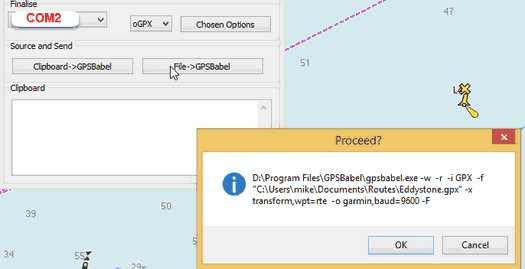 Finalise
COM2
oGPX
Chosen Options
Source and Send
Clipboard->GPSBabel
File->GPSBabel
Clipboard
47
51
Proceed?
D:\Program Files\GPSBabel\gpsbabel.exe -w -r -i GPX -f
"C:\Users\mike\Documents\Routes\Eddystone.gpx" -x
transform,wpt=rte -o garmin,baud=9600 -F
OK
Cancel
39
50
34
55
29s